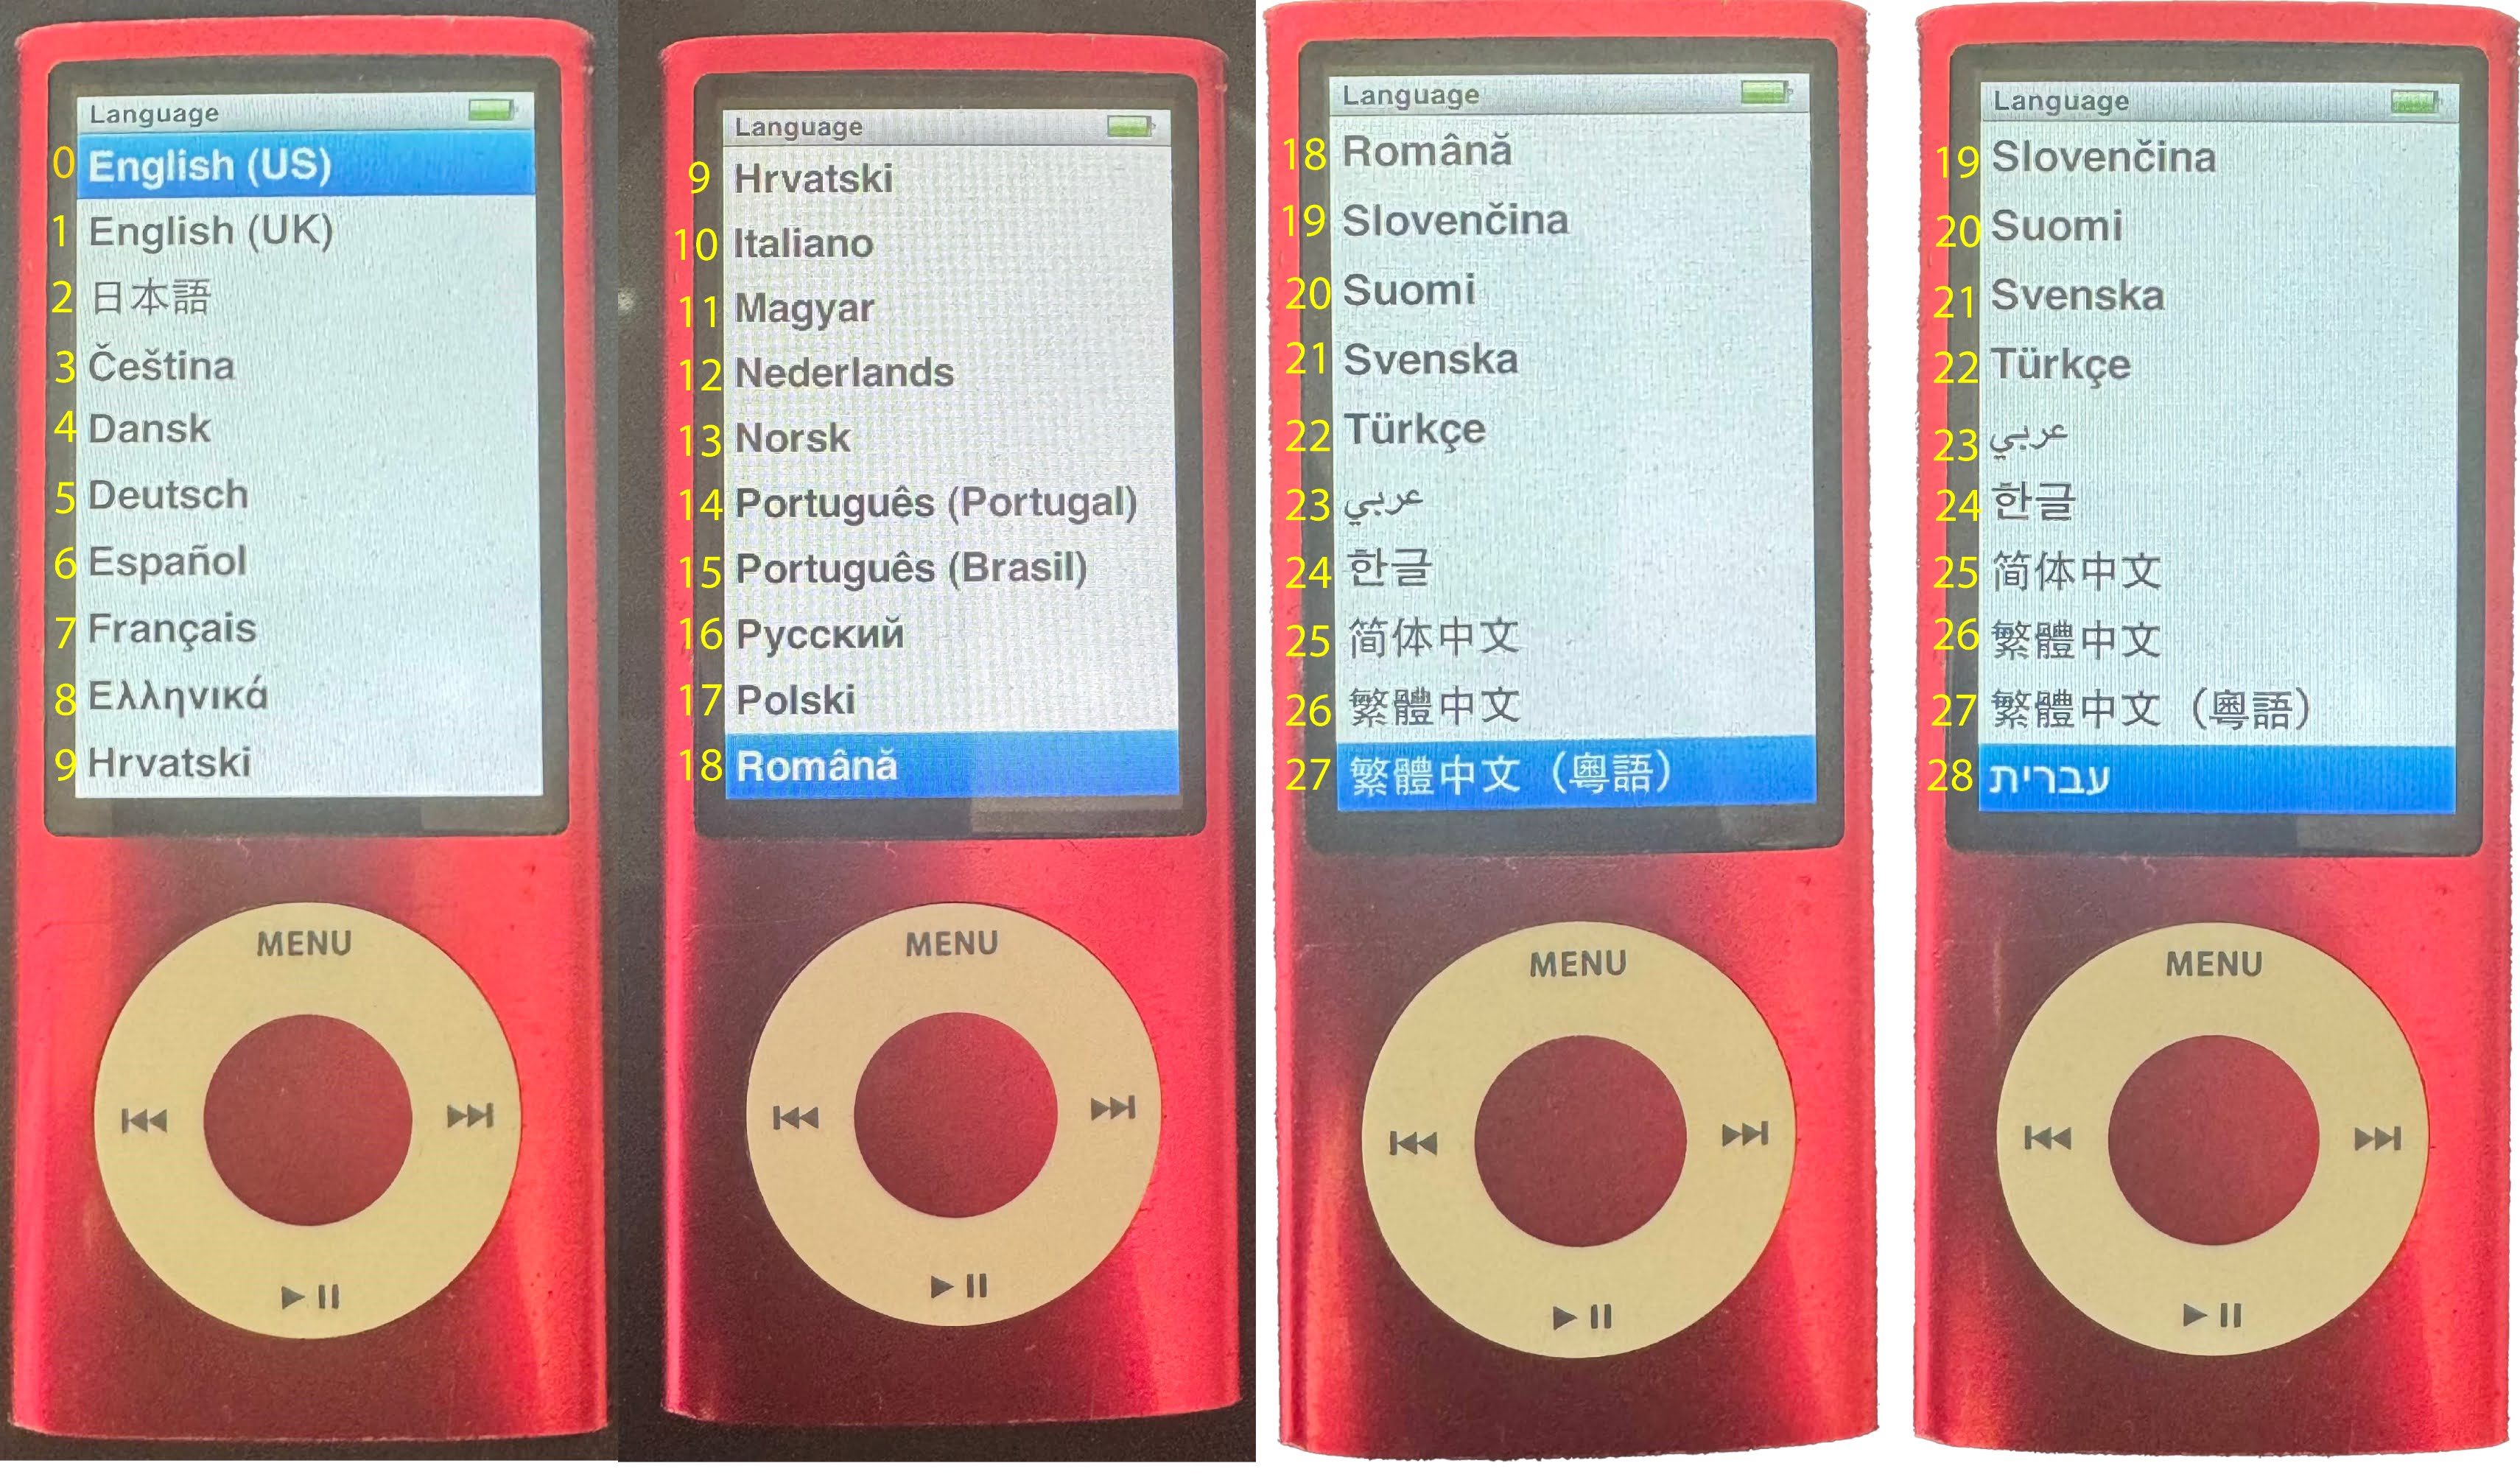 Language
0 English (US)
1 English (UK)
2 日本語
3 Čeština
4 Dansk
5 Deutsch
6 Español
7 Français
8 Ελληνικά
9 Hrvatski
MENU
Language
9 Hrvatski
10 Italiano
11 Magyar
12 Nederlands
13 Norsk
14 Português (Portugal)
15 Português (Brasil)
16 Русский
17 Polski
18 Română
MENU
Language
18 Română
19 Slovenčina
20 Suomi
21 Svenska
22 Türkçe
23 عربي
24 한글
25 简体中文
26 繁體中文
27 繁體中文（粵語）
MENU
Language
19 Slovenčina
20 Suomi
21 Svenska
22 Türkçe
23 عربي
24 한글
25 简体中文
26 繁體中文
27 繁體中文（粵語）
28 עברית
MENU